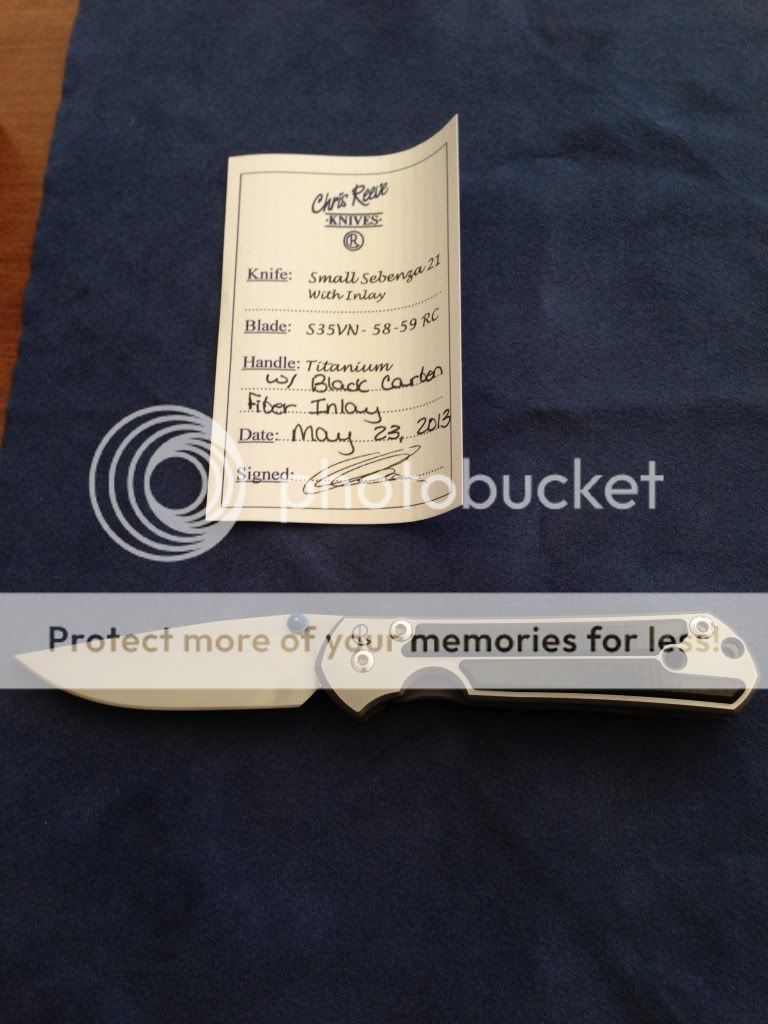 Chris Reeve
·KNIVES·
®
Knife: Small Sebenza 21
With Inlay
Blade: S35VN - 58-59 RC
Handle: Titanium
w/ Black Carbon
Fiber Inlay
Date: May 23, 2013
Signed:
photobucket
Protect more of your memories for less!